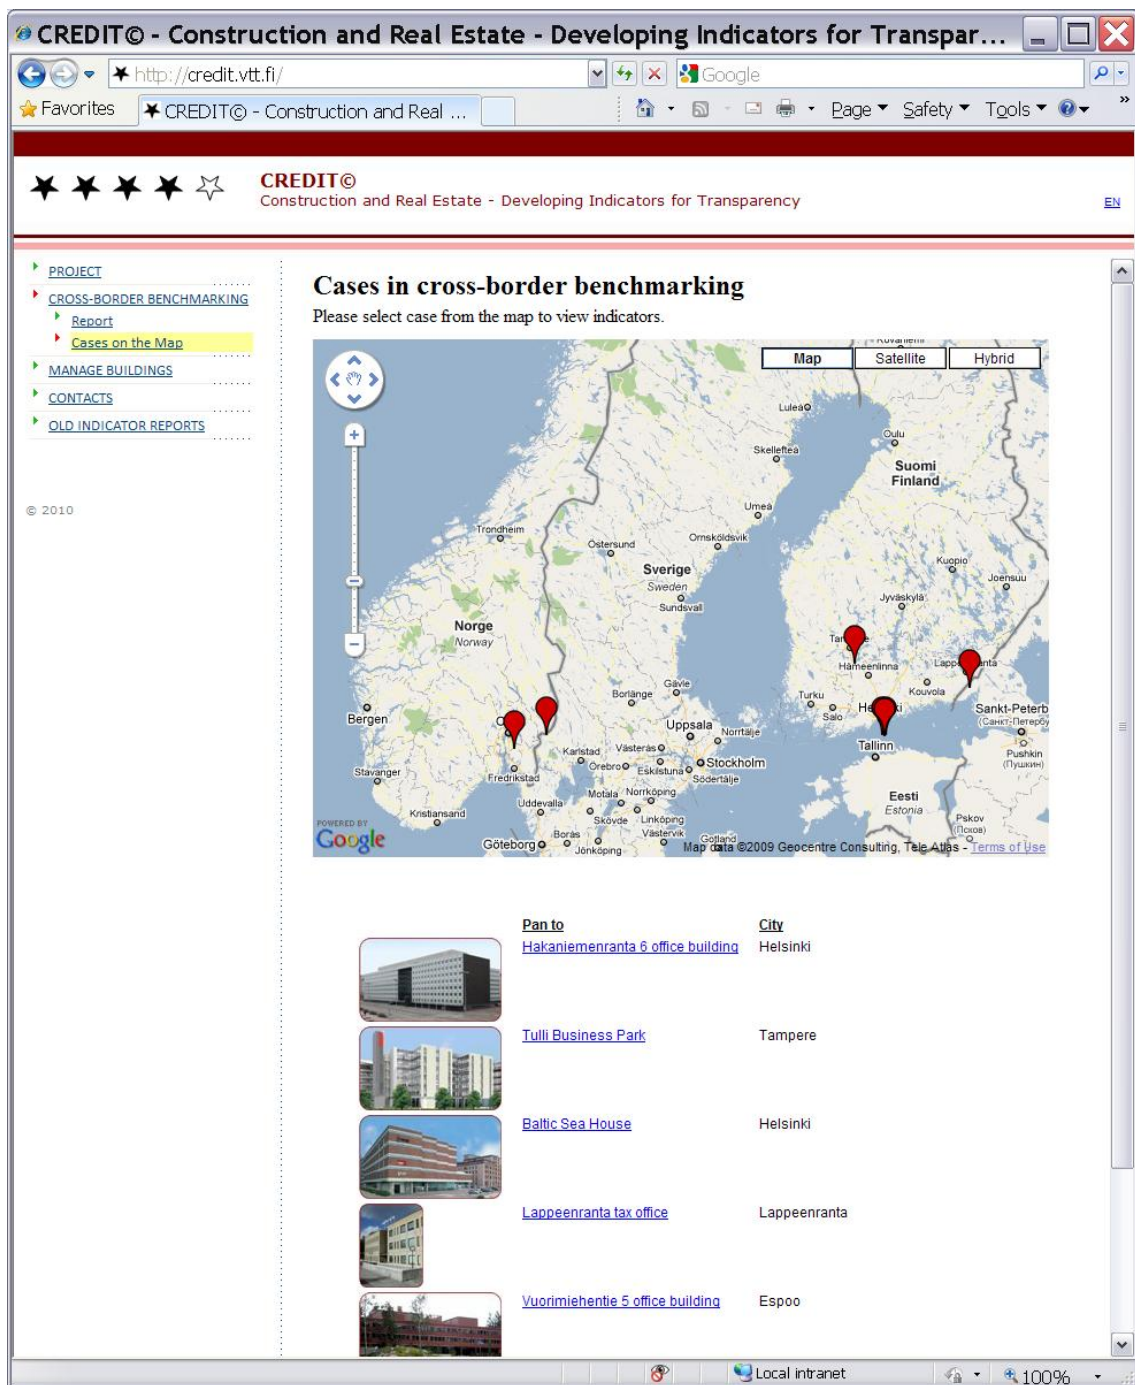 CREDIT© - Construction and Real Estate - Developing Indicators for Transpar...
http://credit.vtt.fi/
Google
Favorites
CREDIT© - Construction and Real ...
Page
Safety
Tools
»
CREDIT©
Construction and Real Estate - Developing Indicators for Transparency
EN
PROJECT
CROSS-BORDER BENCHMARKING
Report
Cases on the Map
MANAGE BUILDINGS
CONTACTS
OLD INDICATOR REPORTS
© 2010
Cases in cross-border benchmarking
Please select case from the map to view indicators.
Map
Satellite
Hybrid
Luleå
Oulu
Skellefteå
Suomi
Finland
Umeå
Trondheim
Östersund
Örnsköldsvik
Kuopio
Sverige
Sweden
Joensuu
Jyväskylä
Sundsvall
Norge
Norway
Hämeenlinna
Gävle
Borlänge
Turku
Kouvola
Salo
Bergen
Uppsala
Norrtälje
Sankt-Peterb
(Санкт-Петербу
Karlstad
Västerås
Tallinn
Pushkin
(Пушкин)
Stockholm
Örebro
Eskilstuna
Södertälje
Stavanger
Fredrikstad
Motala
Norrköping
Eesti
Estonia
Uddevalla
Kristiansand
Skövde
Linköping
Pskov
(Псков)
POWERED BY
Google
Borås
Västervik
Gotland
Göteborg
Jönköping
Map data ©2009 Geocentre Consulting, Tele Atlas - Terms of Use
Pan to
City
Hakaniemenranta 6 office building
Helsinki
Tulli Business Park
Tampere
Baltic Sea House
Helsinki
Lappeenranta tax office
Lappeenranta
Vuorimiehentie 5 office building
Espoo
Local intranet
100%